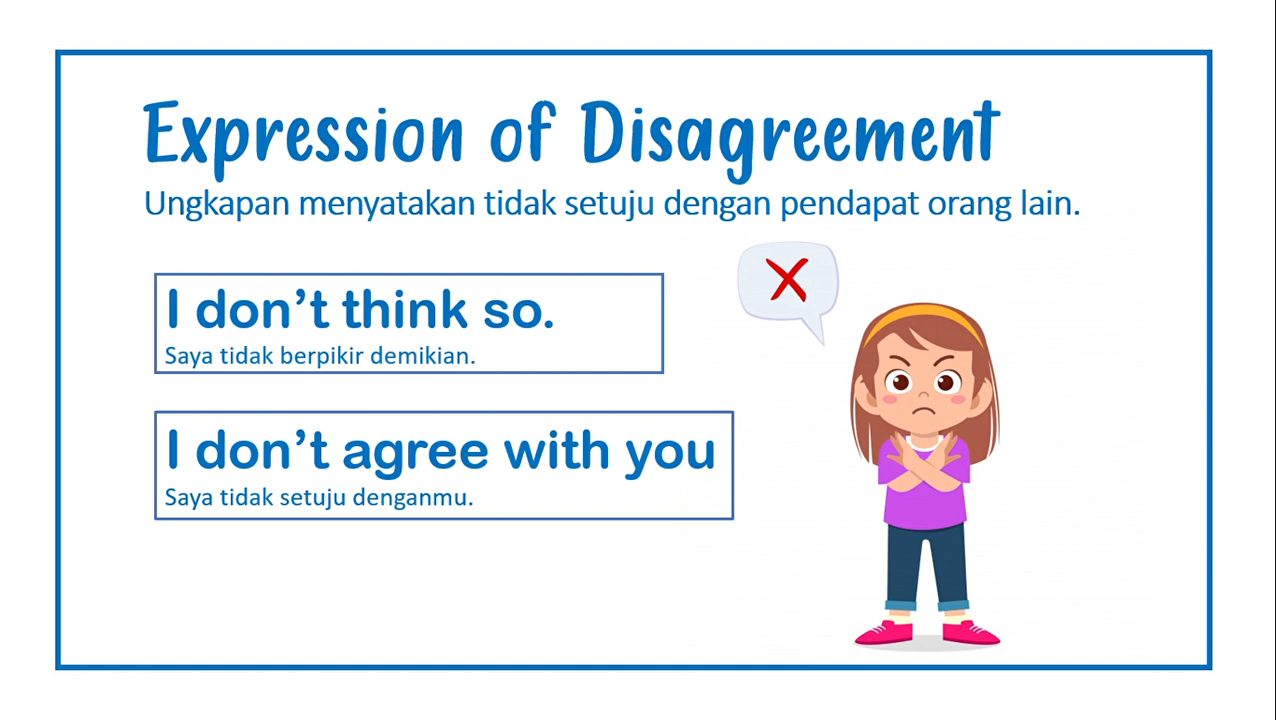 Expression of Disagreement
Ungkapan menyatakan tidak setuju dengan pendapat orang lain.
I don’t think so.
Saya tidak berpikir demikian.
I don’t agree with you
Saya tidak setuju denganmu.